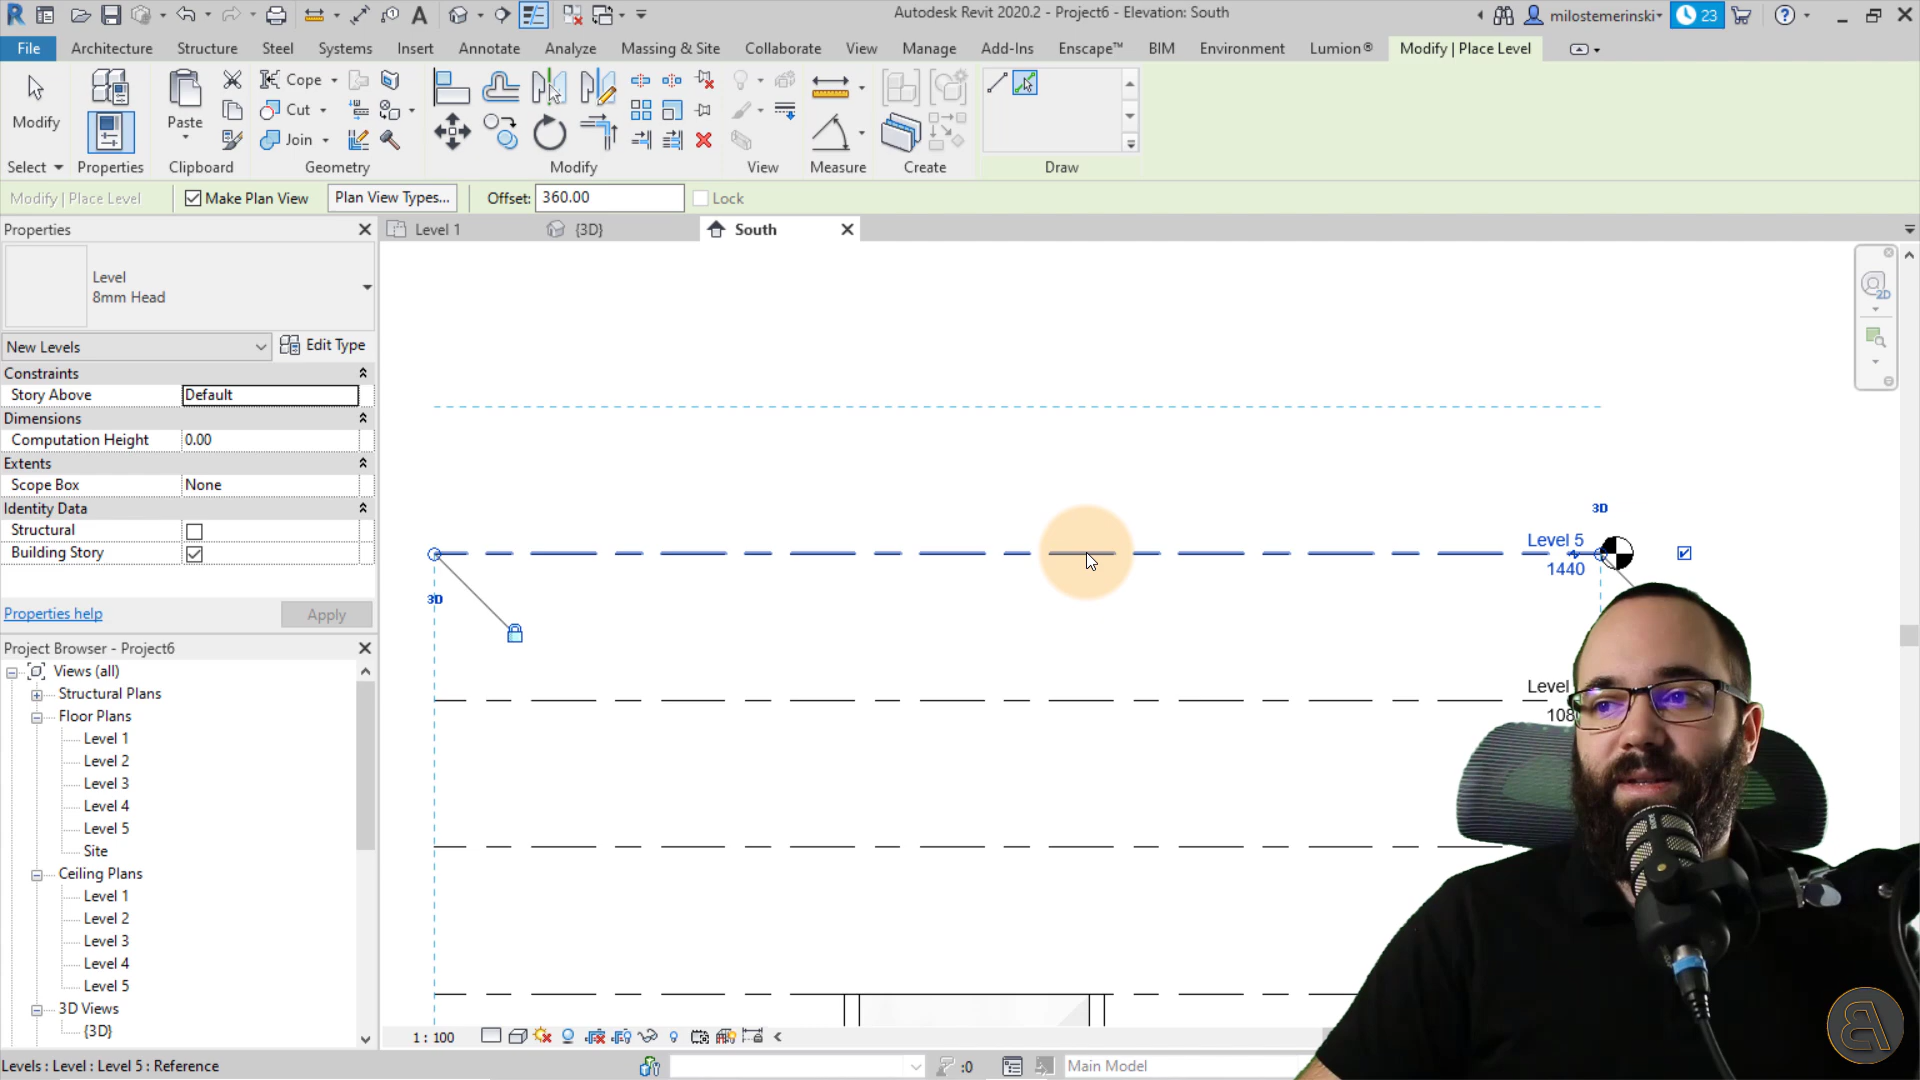 Autodesk Revit 2020.2 - Project6 - Elevation: South
milostemerinski
23
File Architecture Structure Steel Systems Insert Annotate Analyze Massing & Site Collaborate View Manage Add-Ins Enscape™ BIM Environment Lumion® Modify | Place Level
Modify
Paste
Cope
Cut
Join
Select Properties Clipboard Geometry Modify View Measure Create Draw
Modify | Place Level
Make Plan View
Plan View Types...
Offset: 360.00
Lock
Properties
Level 1
{3D}
South
Level
8mm Head
New Levels
Edit Type
Constraints
Story Above Default
Dimensions
Computation Height 0.00
Extents
Scope Box None
Identity Data
Structural
Building Story
Properties help
Apply
Project Browser - Project6
Views (all)
Structural Plans
Floor Plans
Level 1
Level 2
Level 3
Level 4
Level 5
Site
Ceiling Plans
Level 1
Level 2
Level 3
Level 4
Level 5
3D Views
{3D}
2D
3D
Level 5
1440
3D
Level
108
1 : 100
Levels : Level : Level 5 : Reference
:0
Main Model